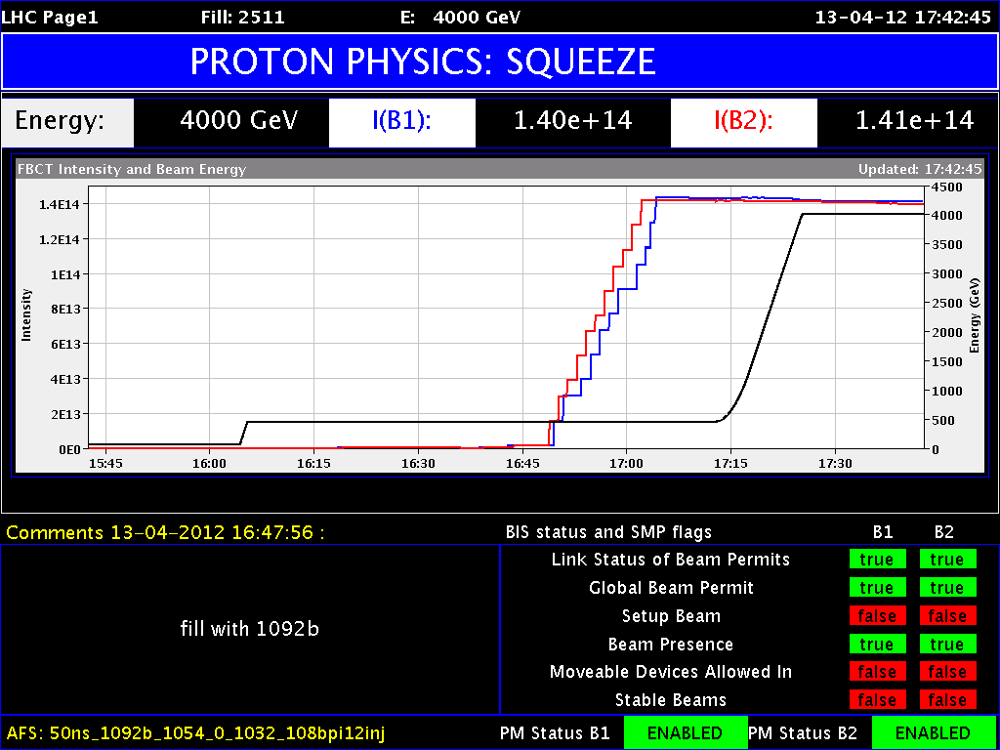 LHC Page1 Fill: 2511 E: 4000 GeV 13-04-12 17:42:45
PROTON PHYSICS: SQUEEZE
Energy: 4000 GeV I(B1): 1.40e+14 I(B2): 1.41e+14
FBCT Intensity and Beam Energy Updated: 17:42:45
Intensity
1.4E14
1.2E14
1E14
8E13
6E13
4E13
2E13
0E0
4500
4000
3500
3000
2500
2000
1500
1000
500
0
Energy (GeV)
15:45 16:00 16:15 16:30 16:45 17:00 17:15 17:30
Comments 13-04-2012 16:47:56 :
fill with 1092b
BIS status and SMP flags B1 B2
Link Status of Beam Permits true true
Global Beam Permit true true
Setup Beam false false
Beam Presence true true
Moveable Devices Allowed In false false
Stable Beams false false
AFS: 50ns_1092b_1054_0_1032_108bpi12inj PM Status B1 ENABLED PM Status B2 ENABLED